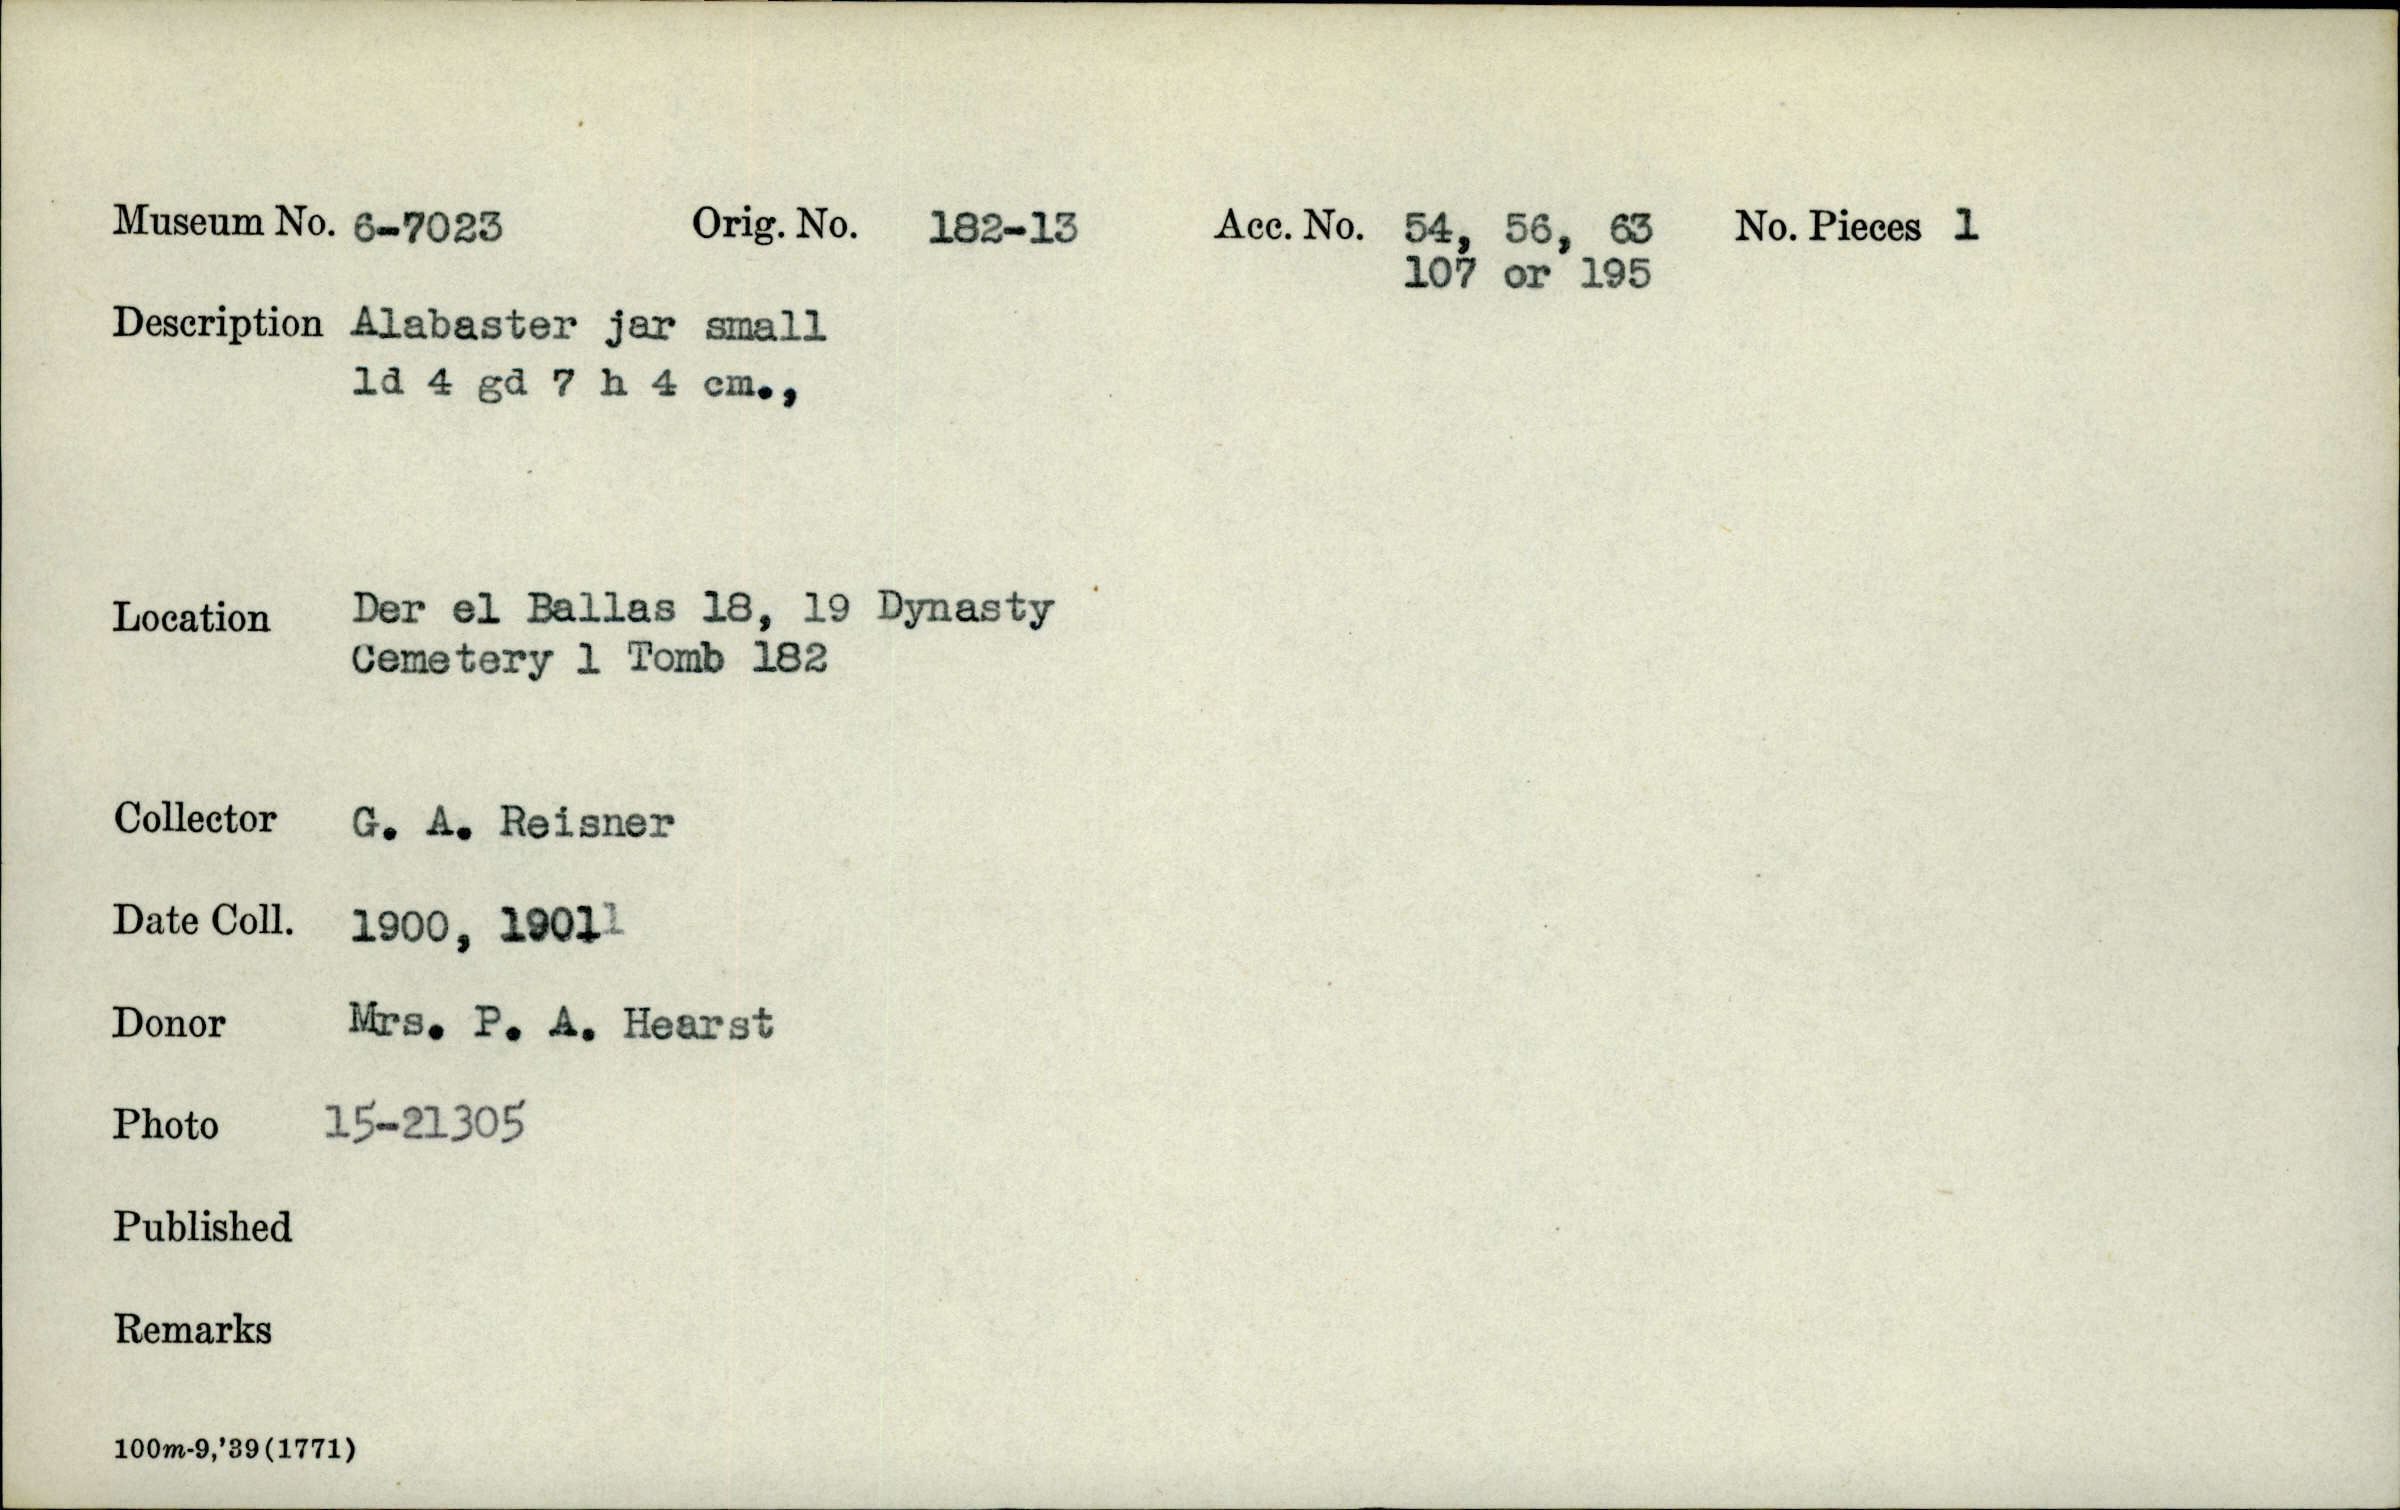 Museum No. 6-7023 Orig. No. 182-13 Acc. No. 54, 56, 63 No. Pieces 1
107 or 195
Description Alabaster jar small
ld 4 gd 7 h 4 cm.,
Location Der el Ballas 18, 19 Dynasty
Cemetery 1 Tomb 182
Collector G. A. Reisner
Date Coll. 1900, 19011
Donor Mrs. P. A. Hearst
Photo 15-21305
Published
Remarks
100m-9,'39(1771)